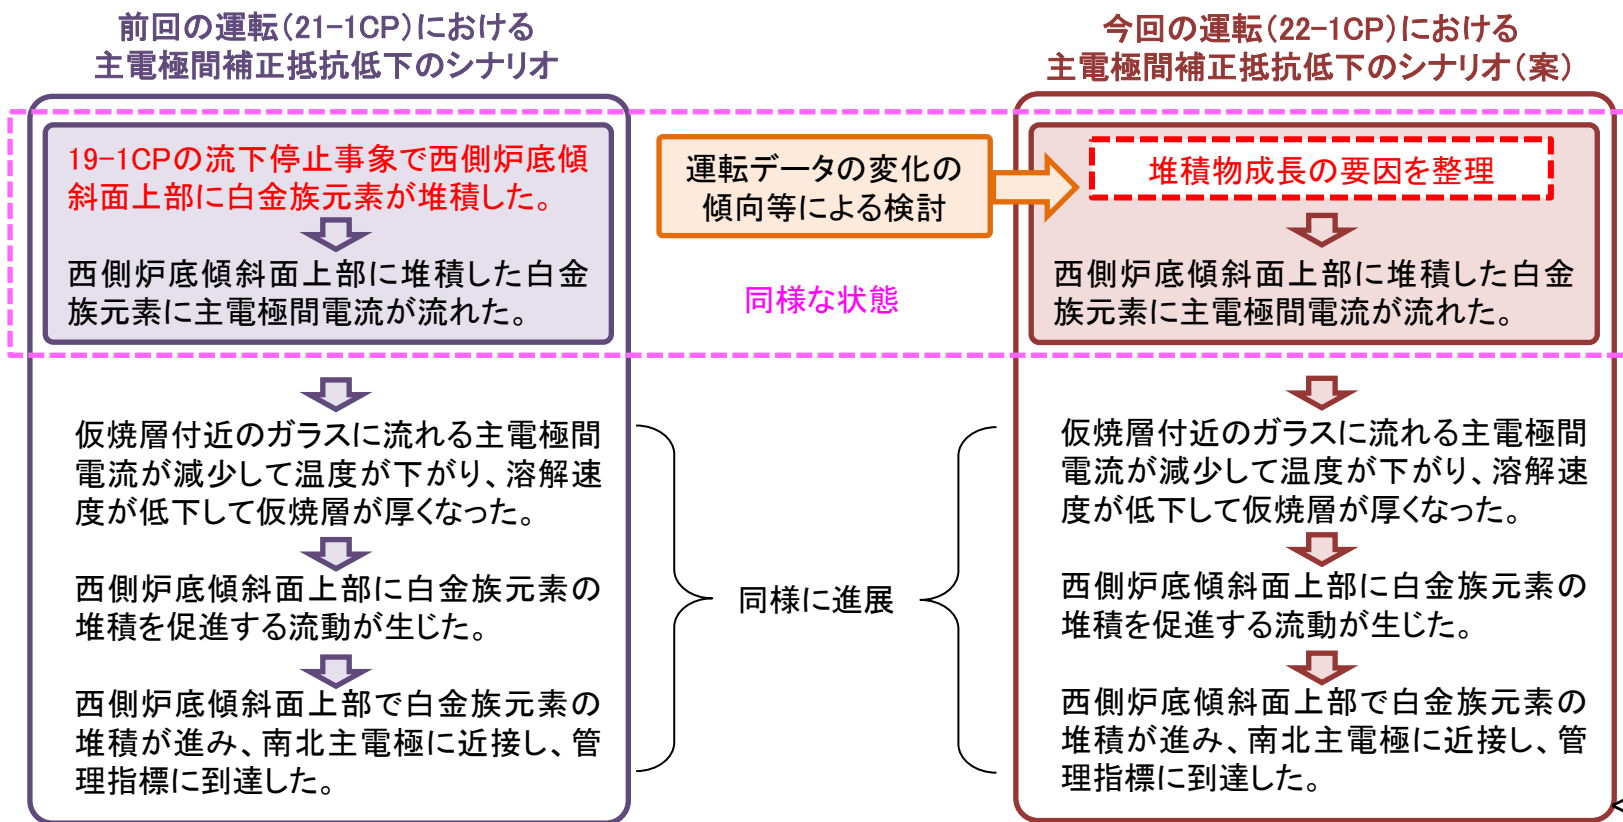 前回の運転(21-1CP)における
主電極間補正抵抗低下のシナリオ
19-1CPの流下停止事象で西側炉底傾
斜面上部に白金族元素が堆積した。
西側炉底傾斜面上部に堆積した白金
族元素に主電極間電流が流れた。
仮焼層付近のガラスに流れる主電極間
電流が減少して温度が下がり、溶解速
度が低下して仮焼層が厚くなった。
西側炉底傾斜面上部に白金族元素の
堆積を促進する流動が生じた。
西側炉底傾斜面上部で白金族元素の
堆積が進み、南北主電極に近接し、管
理指標に到達した。
運転データの変化の
傾向等による検討
同様な状態
同様に進展
今回の運転(22-1CP)における
主電極間補正抵抗低下のシナリオ(案)
堆積物成長の要因を整理
西側炉底傾斜面上部に堆積した白金
族元素に主電極間電流が流れた。
仮焼層付近のガラスに流れる主電極間
電流が減少して温度が下がり、溶解速
度が低下して仮焼層が厚くなった。
西側炉底傾斜面上部に白金族元素の
堆積を促進する流動が生じた。
西側炉底傾斜面上部で白金族元素の
堆積が進み、南北主電極に近接し、管
理指標に到達した。
<